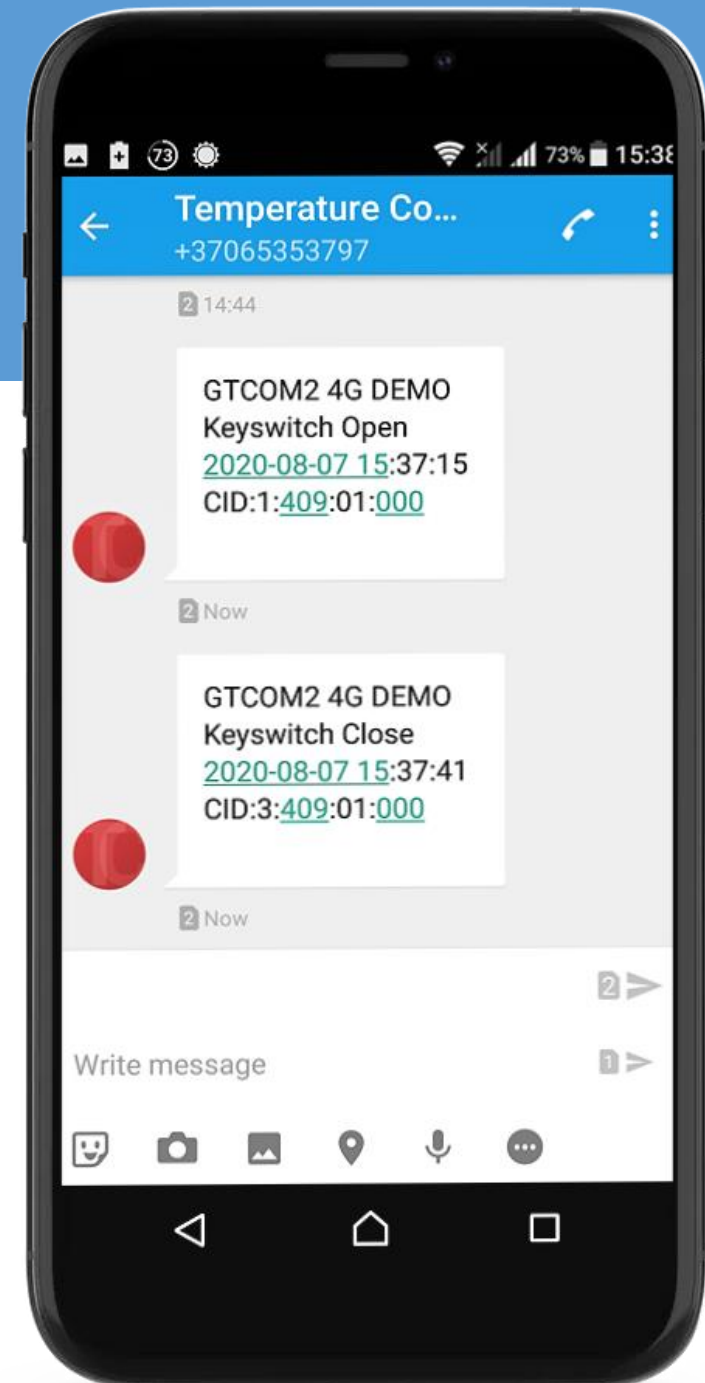 73
73% 15:38
Temperature Co...
+37065353797
2 14:44
GTCOM2 4G DEMO
Keyswitch Open
2020-08-07 15:37:15
CID:1:409:01:000
2 Now
GTCOM2 4G DEMO
Keyswitch Close
2020-08-07 15:37:41
CID:3:409:01:000
2 Now
2
Write message
1